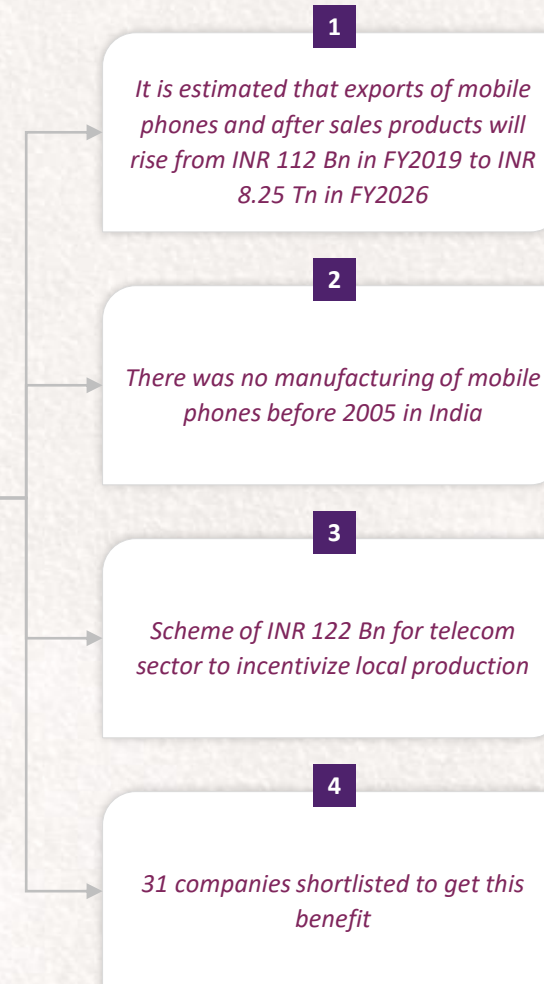 1
It is estimated that exports of mobile
phones and after sales products will
rise from INR 112 Bn in FY2019 to INR
8.25 Tn in FY2026
2
There was no manufacturing of mobile
phones before 2005 in India
3
Scheme of INR 122 Bn for telecom
sector to incentivize local production
4
31 companies shortlisted to get this
benefit